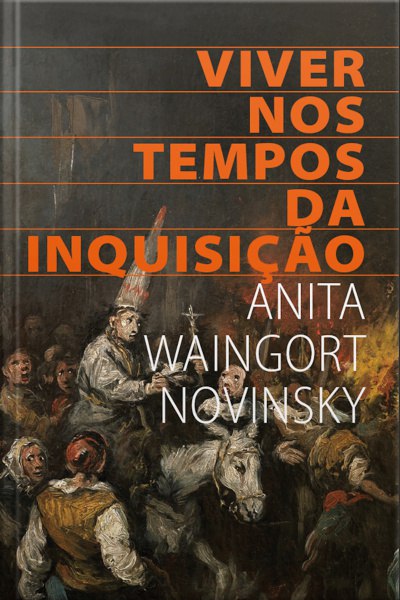 VIVER
NOS
TEMPOS
DA
INQUISIÇÃO
ANITA
WAINGORT
NOVINSKY